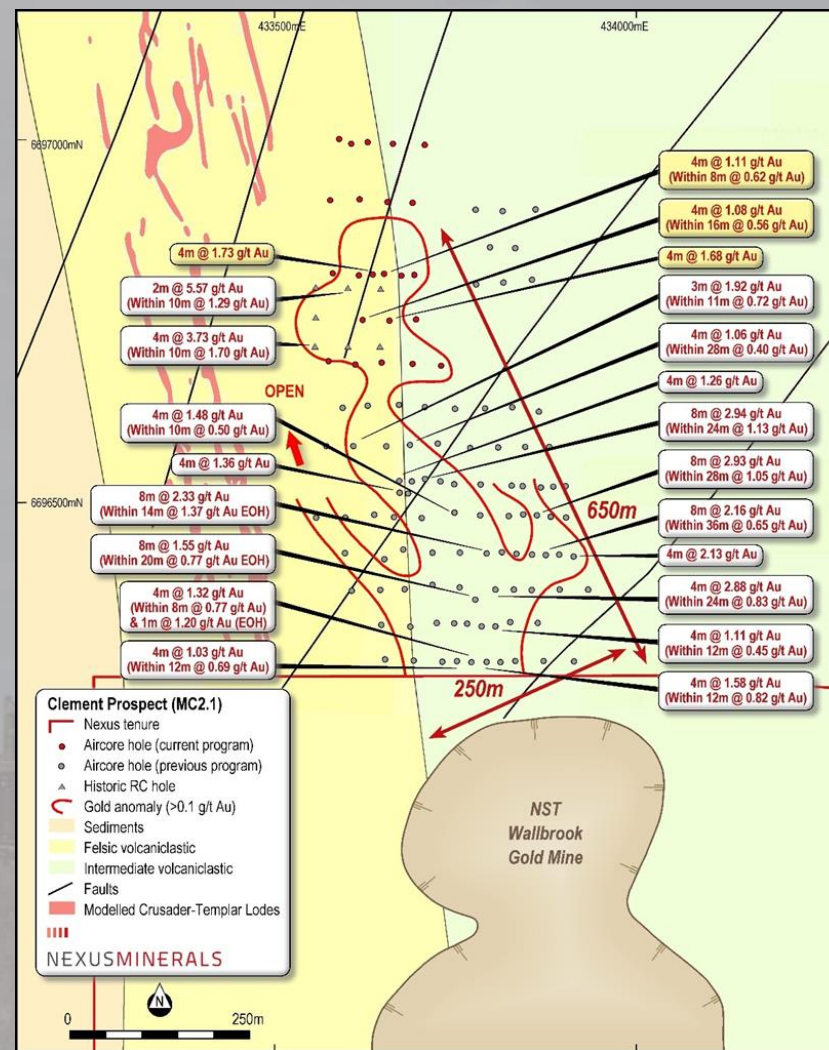 433500mE
434000mE
6697000mN
4m @ 1.11 g/t Au
(Within 8m @ 0.62 g/t Au)
4m @ 1.08 g/t Au
(Within 16m @ 0.56 g/t Au)
4m @ 1.73 g/t Au
4m @ 1.68 g/t Au
2m @ 5.57 g/t Au
(Within 10m @ 1.29 g/t Au)
3m @ 1.92 g/t Au
(Within 11m @ 0.72 g/t Au)
4m @ 3.73 g/t Au
(Within 10m @ 1.70 g/t Au)
4m @ 1.06 g/t Au
(Within 28m @ 0.40 g/t Au)
OPEN
4m @ 1.26 g/t Au
4m @ 1.48 g/t Au
(Within 10m @ 0.50 g/t Au)
8m @ 2.94 g/t Au
(Within 24m @ 1.13 g/t Au)
4m @ 1.36 g/t Au
8m @ 2.93 g/t Au
(Within 28m @ 1.05 g/t Au)
6696500mN
8m @ 2.33 g/t Au
(Within 14m @ 1.37 g/t Au EOH)
650m
8m @ 2.16 g/t Au
(Within 36m @ 0.65 g/t Au)
8m @ 1.55 g/t Au
(Within 20m @ 0.77 g/t Au EOH)
4m @ 2.13 g/t Au
4m @ 1.32 g/t Au
(Within 8m @ 0.77 g/t Au)
& 1m @ 1.20 g/t Au (EOH)
4m @ 2.88 g/t Au
(Within 24m @ 0.83 g/t Au)
4m @ 1.11 g/t Au
(Within 12m @ 0.45 g/t Au)
4m @ 1.03 g/t Au
(Within 12m @ 0.69 g/t Au)
4m @ 1.58 g/t Au
(Within 12m @ 0.82 g/t Au)
250m
Clement Prospect (MC2.1)
Nexus tenure
Aircore hole (current program)
Aircore hole (previous program)
Historic RC hole
Gold anomaly (>0.1 g/t Au)
Sediments
Felsic volcaniclastic
Intermediate volcaniclastic
Faults
Modelled Crusader-Templar Lodes
NEXUSMINERALS
NST
Wallbrook
Gold Mine
N
0
250m